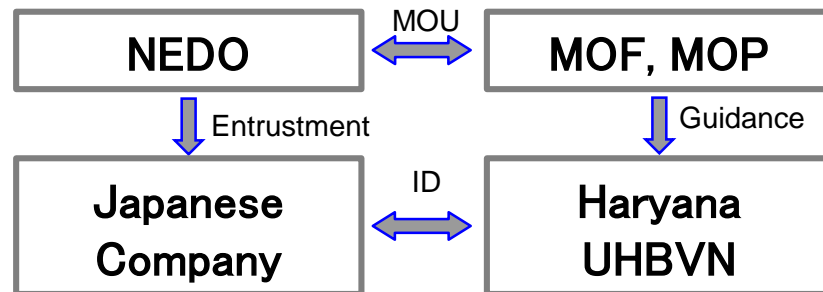 MOU
NEDO
MOF, MOP
Entrustment
Guidance
ID
Japanese
Company
Haryana
UHBVN